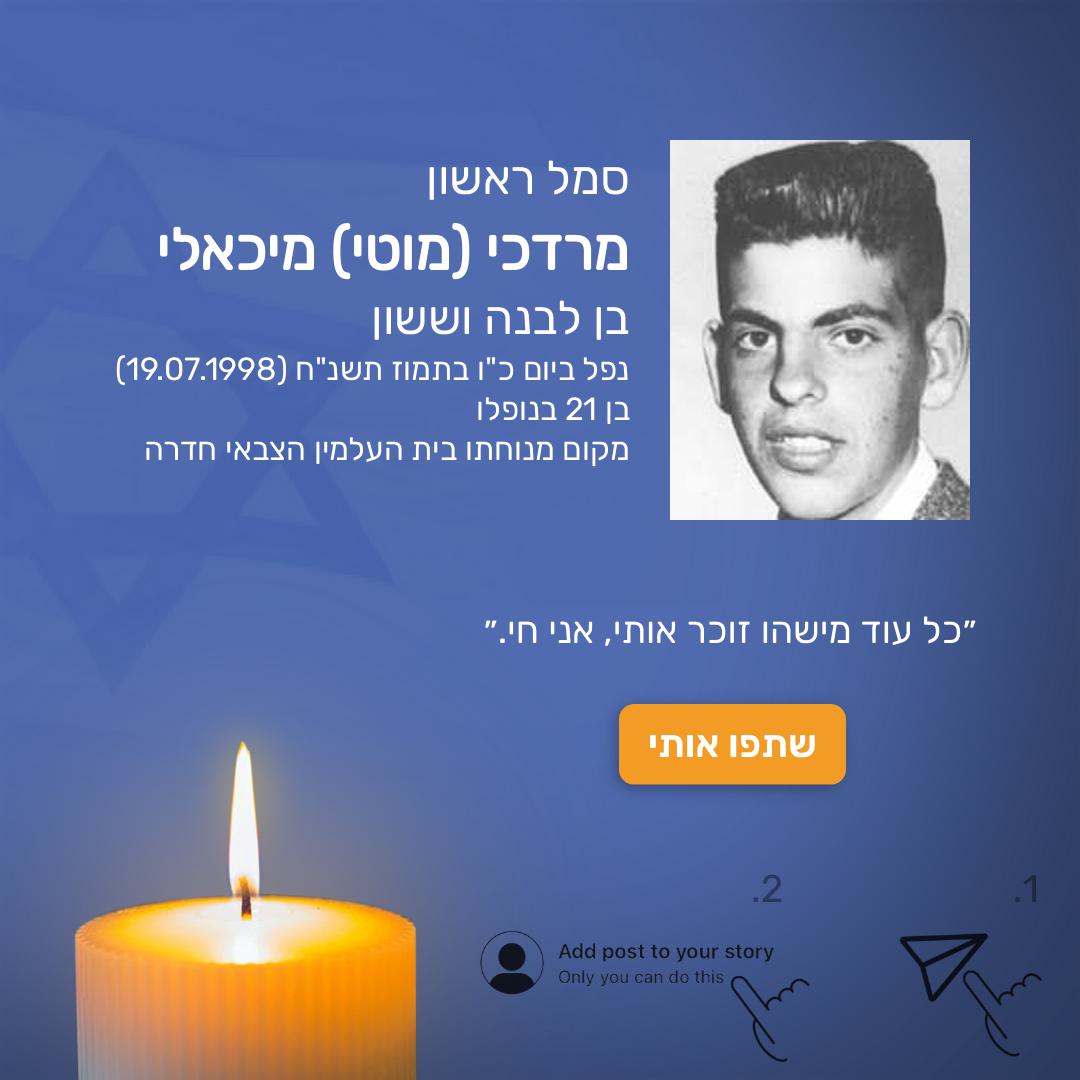 סמל ראשון
מרדכי (מוטי) מיכאלי
בן לבנה וששון
נפל ביום כ"ו בתמוז תשנ"ח (19.07.1998)
בן 21 בנופלו
מקום מנוחתו בית העלמין הצבאי חדרה
״כל עוד מישהו זוכר אותי, אני חי.״
שתפו אותי
.1
.2
Add post to your story
Only you can do this